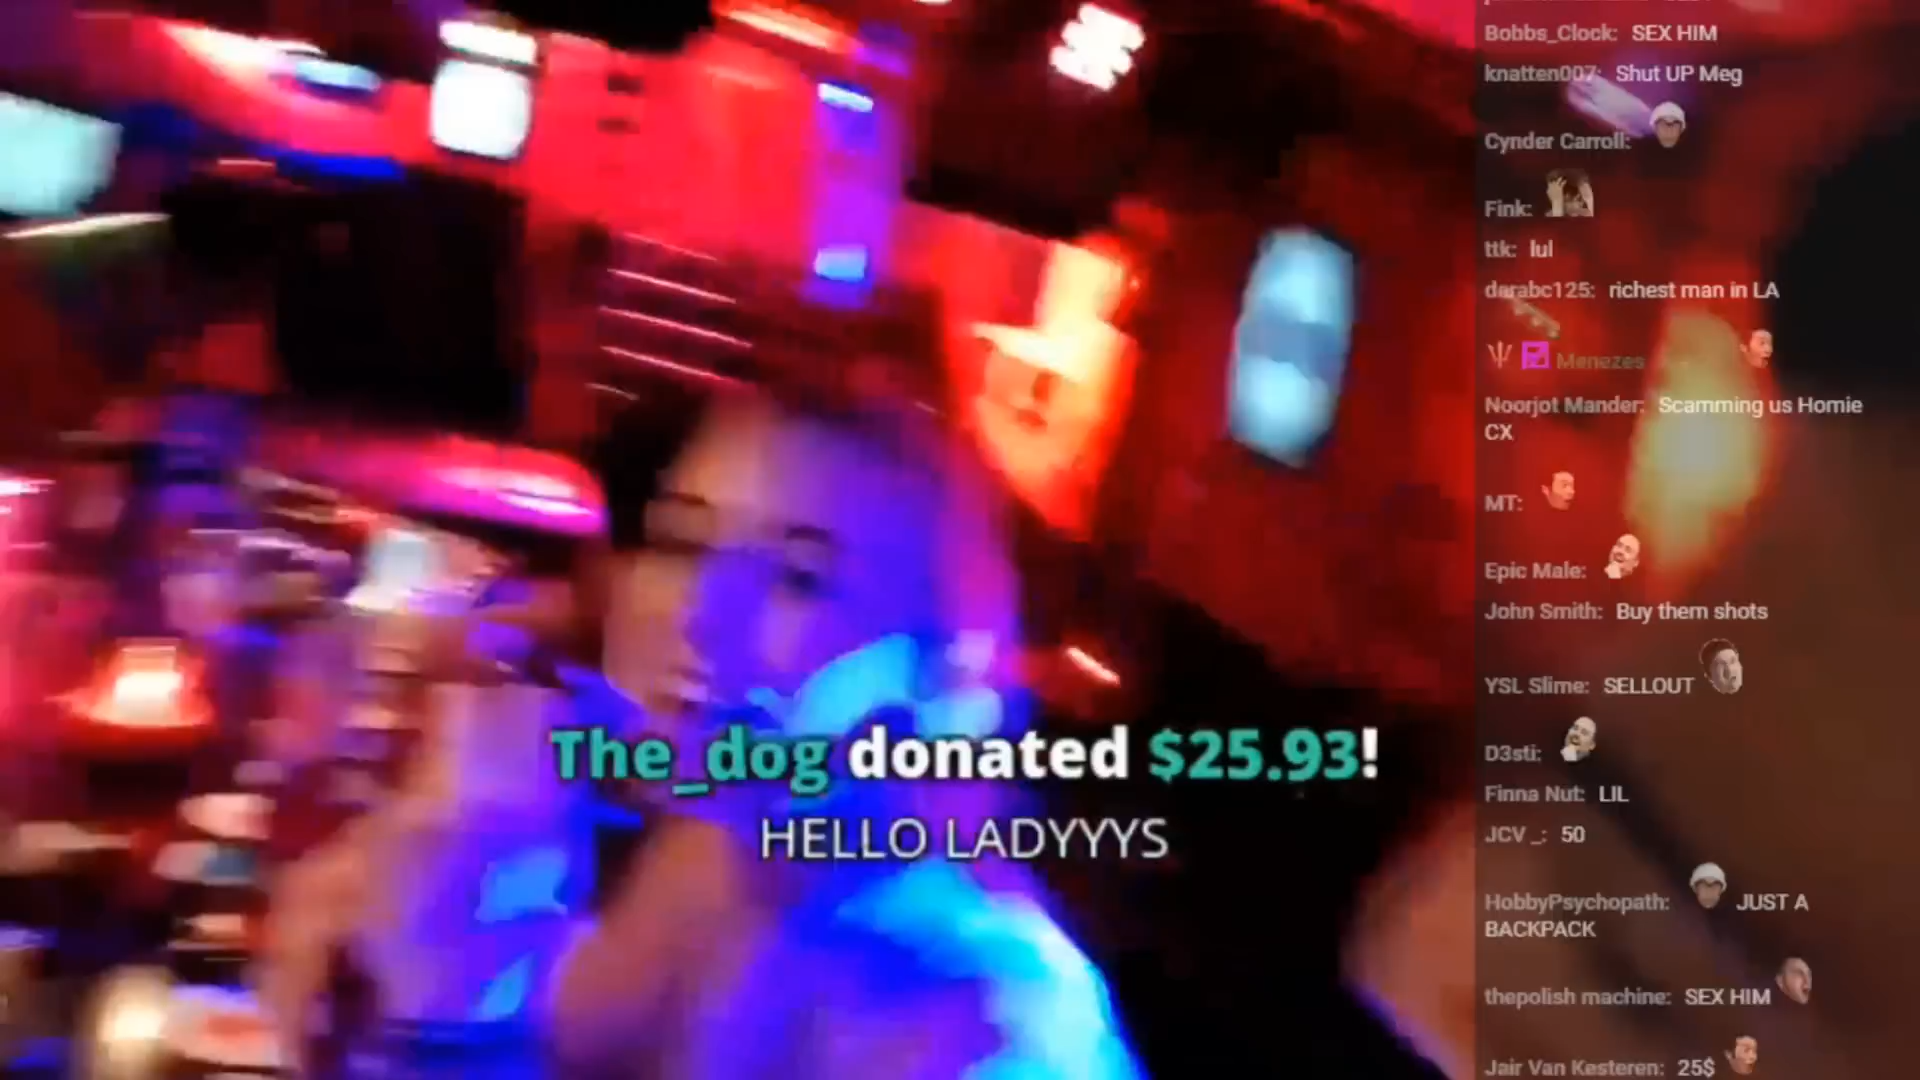 The_dog donated $25.93!
HELLO LADYYYS
Bobbs_Clock: SEX HIM
knatten007: Shut UP Meg
Cynder Carroll:
Fink:
ttk: lul
darabc125: richest man in LA
Menezes
Noorjot Mander: Scamming us Homie
CX
MT:
Epic Male:
John Smith: Buy them shots
YSL Slime: SELLOUT
D3sti:
Finna Nut: LIL
JCV _: 50
HobbyPsychopath: JUST A
BACKPACK
thepolish machine: SEX HIM
Jair Van Kesteren: 25$